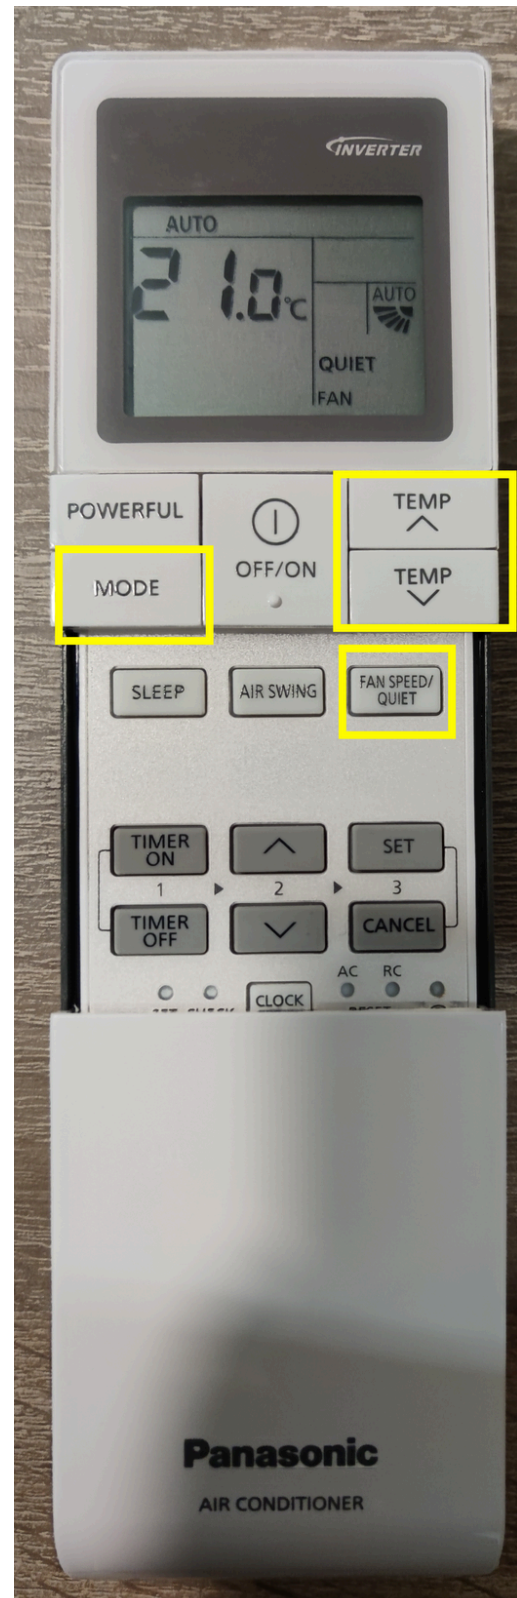 INVERTER
AUTO
21.0°C
AUTO
QUIET
FAN
POWERFUL
TEMP
OFF/ON
MODE
TEMP
SLEEP
AIR SWING
FAN SPEED/
QUIET
TIMER
ON
SET
1
2
3
TIMER
OFF
CANCEL
AC RC
CLOCK
Panasonic
AIR CONDITIONER